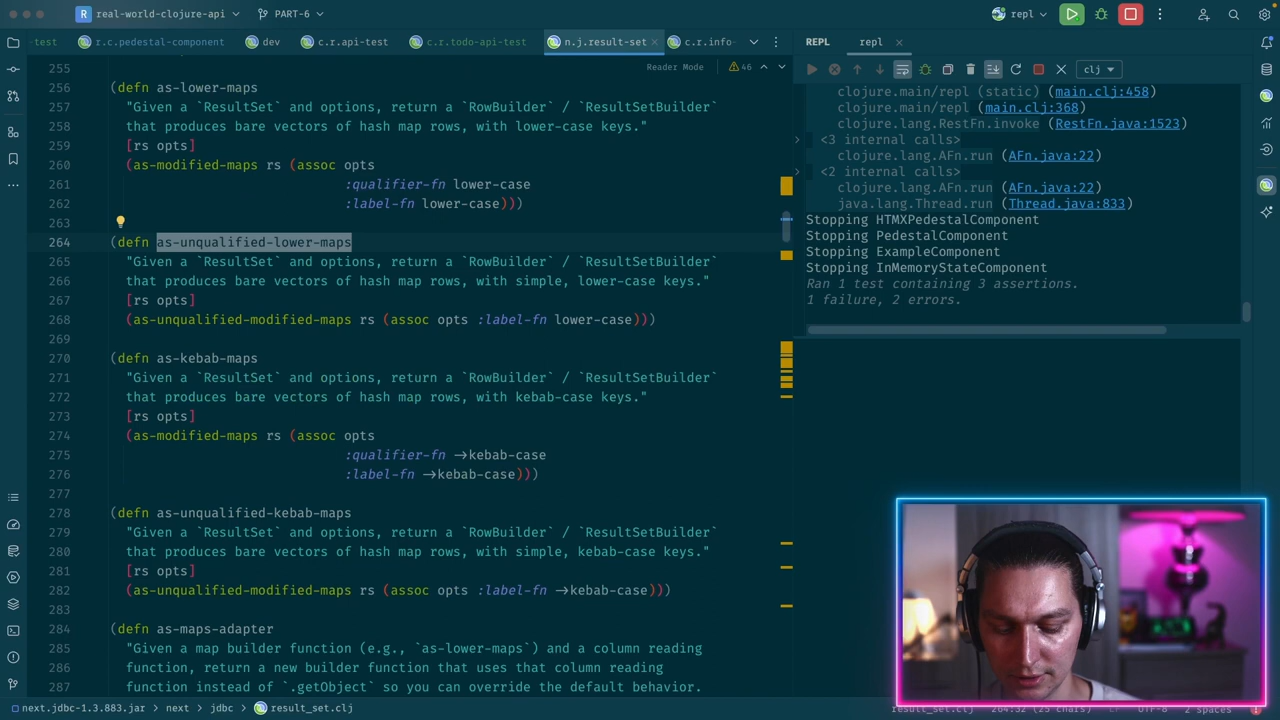 R real-world-clojure-api PART-6 repl
-test r.c.pedestal-component dev c.r.api-test c.r.todo-api-test n.j.result-set c.r.info-
REPL repl
Reader Mode 46
clj
255
256 (defn as-lower-maps
257 "Given a `ResultSet` and options, return a `RowBuilder` / `ResultSetBuilder`
258 that produces bare vectors of hash map rows, with lower-case keys."
259 [rs opts]
260 (as-modified-maps rs (assoc opts
261 :qualifier-fn lower-case
262 :label-fn lower-case)))
263
264 (defn as-unqualified-lower-maps
265 "Given a `ResultSet` and options, return a `RowBuilder` / `ResultSetBuilder`
266 that produces bare vectors of hash map rows, with simple, lower-case keys."
267 [rs opts]
268 (as-unqualified-modified-maps rs (assoc opts :label-fn lower-case)))
269
270 (defn as-kebab-maps
271 "Given a `ResultSet` and options, return a `RowBuilder` / `ResultSetBuilder`
272 that produces bare vectors of hash map rows, with kebab-case keys."
273 [rs opts]
274 (as-modified-maps rs (assoc opts
275 :qualifier-fn →kebab-case
276 :label-fn →kebab-case)))
277
278 (defn as-unqualified-kebab-maps
279 "Given a `ResultSet` and options, return a `RowBuilder` / `ResultSetBuilder`
280 that produces bare vectors of hash map rows, with simple, kebab-case keys."
281 [rs opts]
282 (as-unqualified-modified-maps rs (assoc opts :label-fn →kebab-case)))
283
284 (defn as-maps-adapter
285 "Given a map builder function (e.g., `as-lower-maps`) and a column reading
286 function, return a new builder function that uses that column reading
287 function instead of `.getObject` so you can override the default behavior.
clojure.main/repl (static) (main.clj:458)
clojure.main/repl (main.clj:368)
clojure.lang.RestFn.invoke (RestFn.java:1523)
<3 internal calls>
clojure.lang.AFn.run (AFn.java:22)
<2 internal calls>
clojure.lang.AFn.run (AFn.java:22)
java.lang.Thread.run (Thread.java:833)
Stopping HTMXPedestalComponent
Stopping PedestalComponent
Stopping ExampleComponent
Stopping InMemoryStateComponent
Ran 1 test containing 3 assertions.
1 failure, 2 errors.
next.jdbc-1.3.883.jar > next > jdbc > result_set.clj
result_set.clj 264:32 (25 chars) LF UTF-8 2 spaces